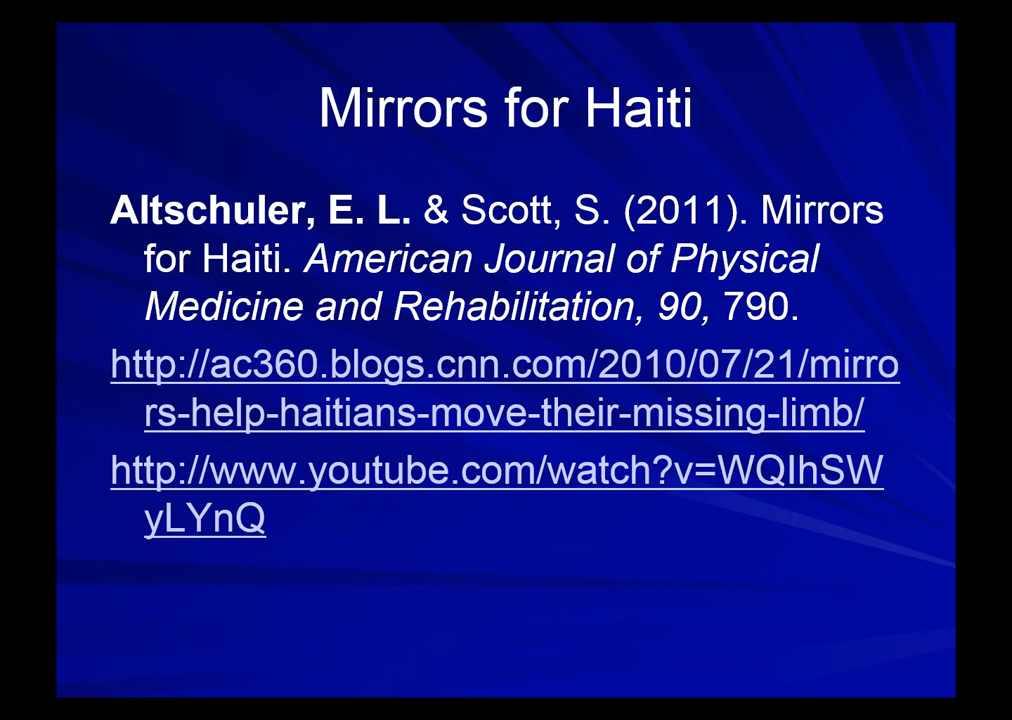 Mirrors for Haiti
Altschuler, E. L. & Scott, S. (2011). Mirrors
for Haiti. American Journal of Physical
Medicine and Rehabilitation, 90, 790.
http://ac360.blogs.cnn.com/2010/07/21/mirro
rs-help-haitians-move-their-missing-limb/
http://www.youtube.com/watch?v=WQIhSW
yLYnQ